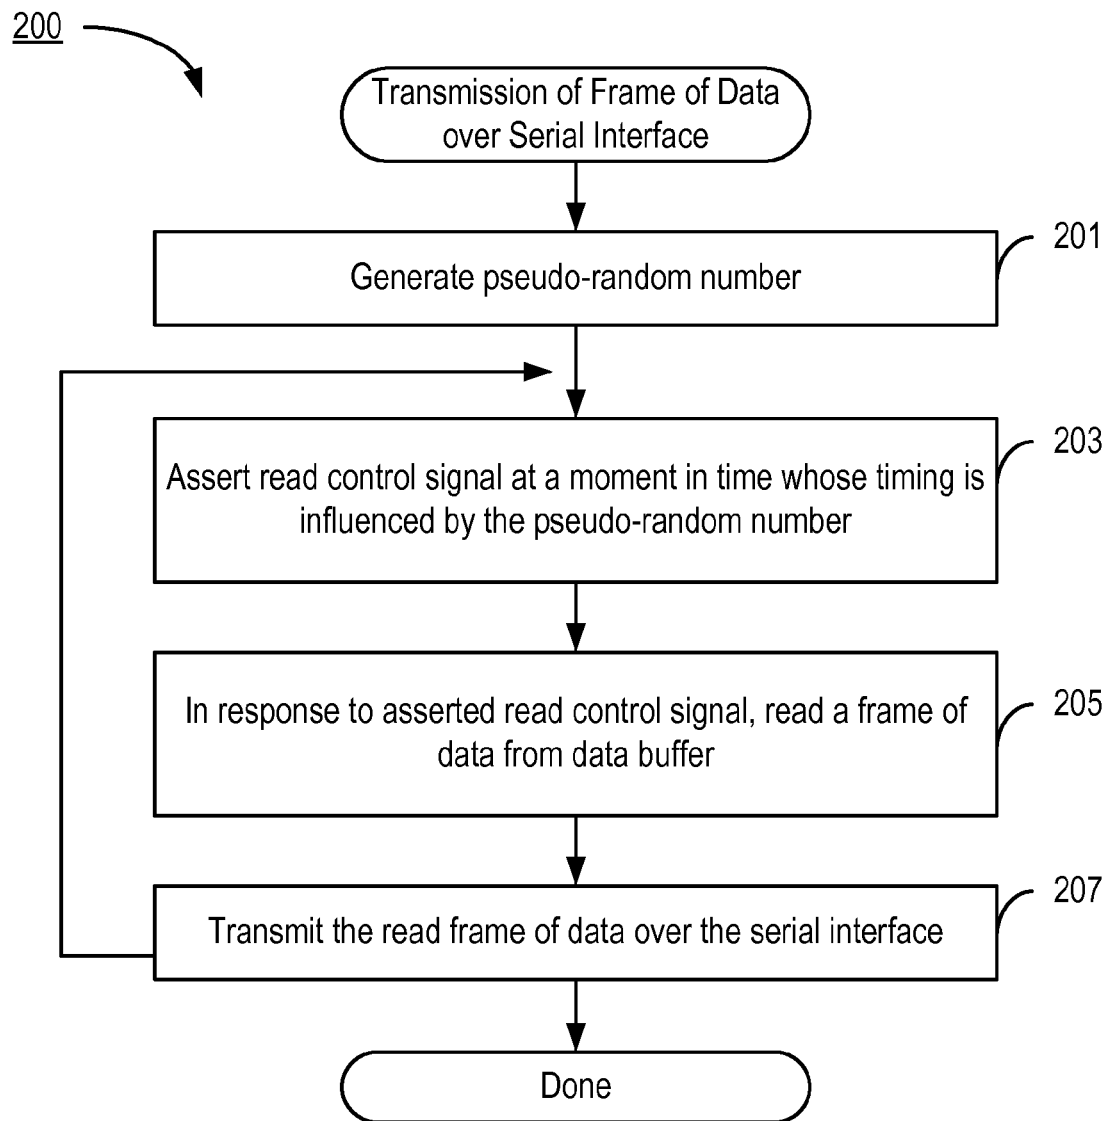 200
Transmission of Frame of Data
over Serial Interface
201
Generate pseudo-random number
203
Assert read control signal at a moment in time whose timing is
influenced by the pseudo-random number
205
In response to asserted read control signal, read a frame of
data from data buffer
207
Transmit the read frame of data over the serial interface
Done